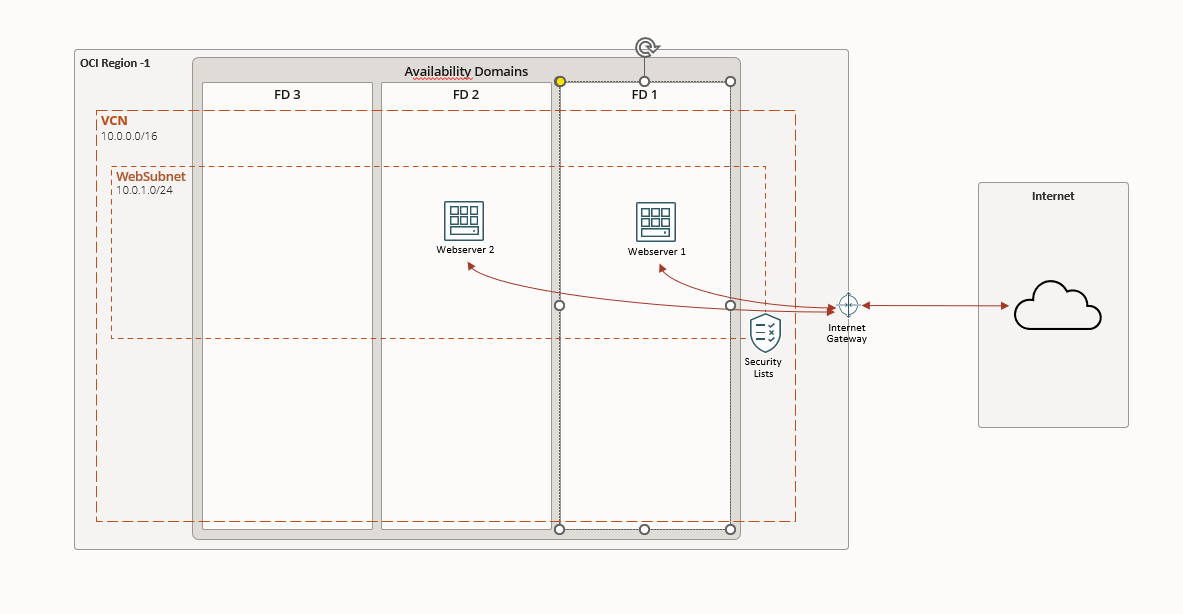 OCI Region -1
Availability Domains
FD 3
FD 2
FD 1
VCN
10.0.0.0/16
WebSubnet
10.0.1.0/24
Webserver 2
Webserver 1
Internet
Gateway
Security
Lists
Internet